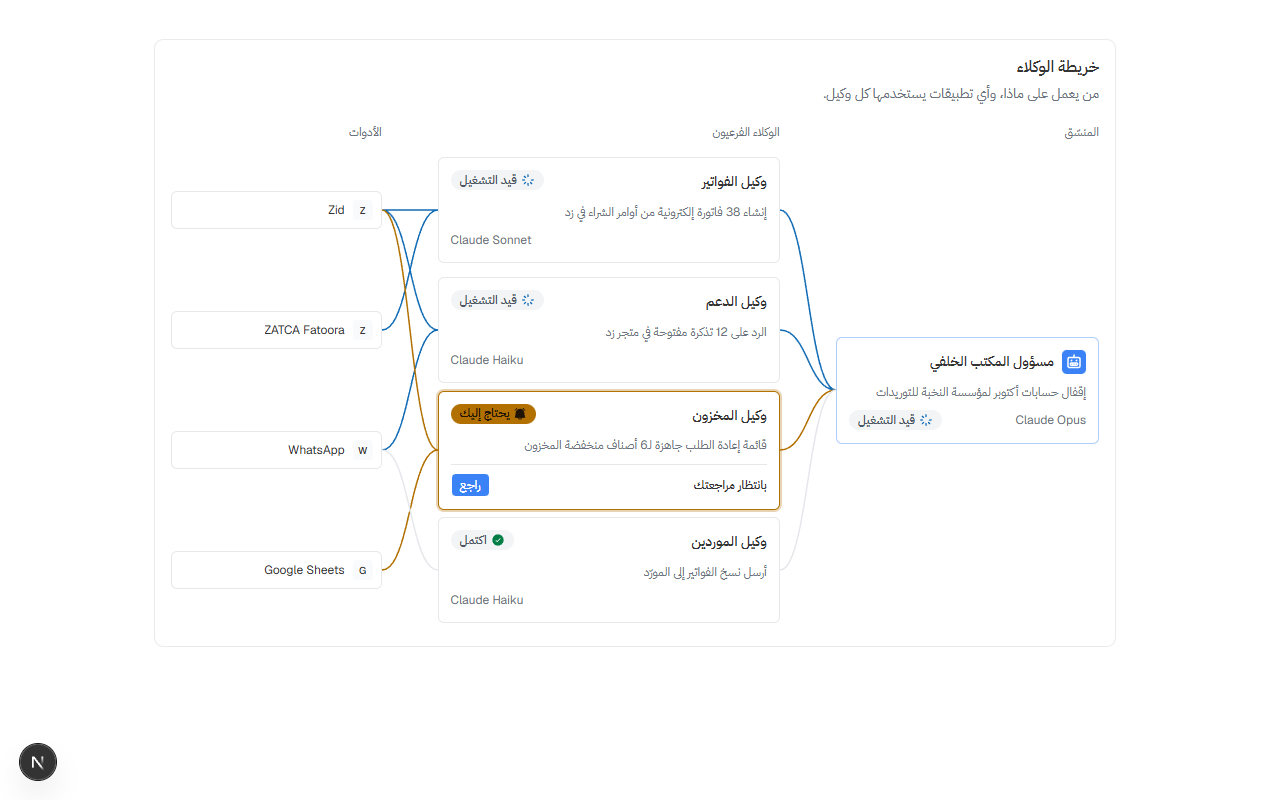 خريطة الوكلاء
من يعمل على ماذا، وأي تطبيقات يستخدمها كل وكيل.
المنسّق
الوكلاء الفرعيون
الأدوات
مسؤول المكتب الخلفي
إقفال حسابات أكتوبر لمؤسسة النخبة للتوريدات
Claude Opus
قيد التشغيل
وكيل الفواتير
قيد التشغيل
إنشاء 38 فاتورة إلكترونية من أوامر الشراء في زد
Claude Sonnet
وكيل الدعم
قيد التشغيل
الرد على 12 تذكرة مفتوحة في متجر زد
Claude Haiku
وكيل المخزون
يحتاج إليك
قائمة إعادة الطلب جاهزة لـ6 أصناف منخفضة المخزون
بانتظار مراجعتك
راجع
وكيل الموردين
اكتمل
أرسل نسخ الفواتير إلى المورّد
Claude Haiku
Z Zid
Z ZATCA Fatoora
W WhatsApp
G Google Sheets
N